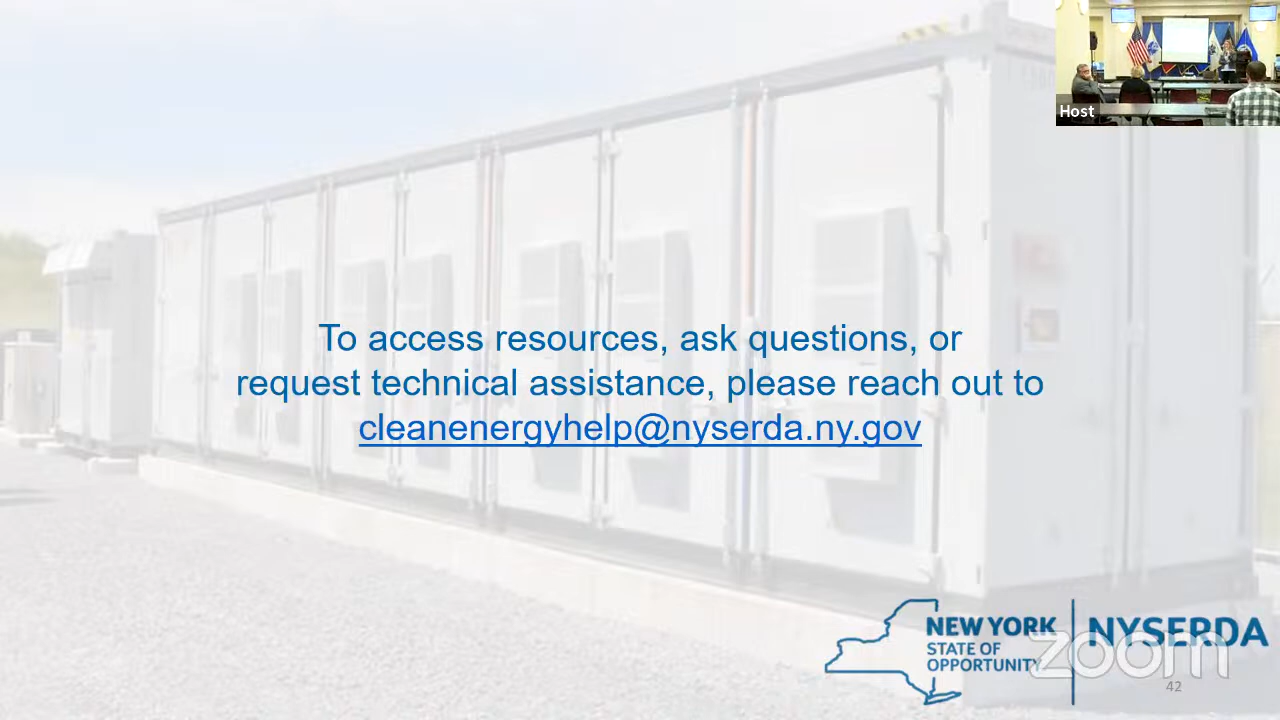 Host
To access resources, ask questions, or
request technical assistance, please reach out to
cleanenergyhelp@nyserda.ny.gov
NEW YORK
STATE OF
OPPORTUNITY
NYSERDA
zoom
42